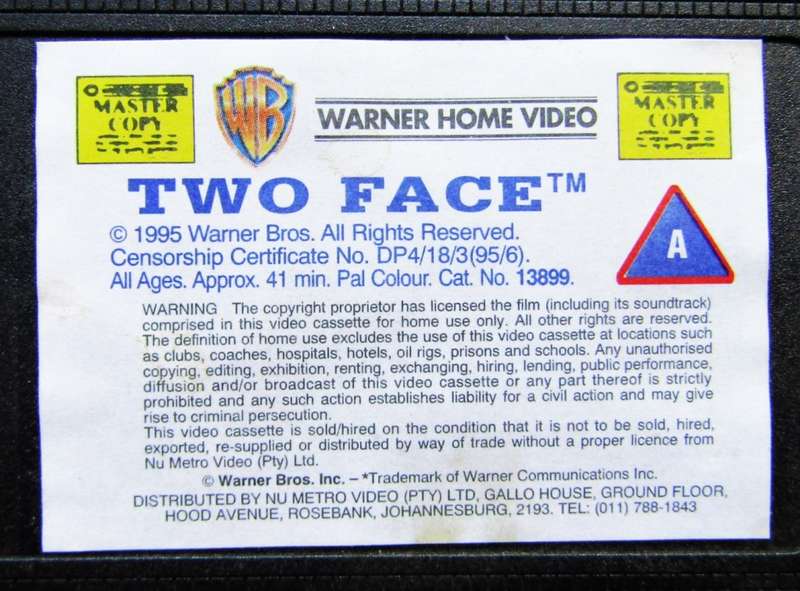 MASTER
COPY
WB
WARNER HOME VIDEO
MASTER
COPY
TWO FACE™
© 1995 Warner Bros. All Rights Reserved.
Censorship Certificate No. DP4/18/3(95/6).
All Ages. Approx. 41 min. Pal Colour. Cat. No. 13899.
A
WARNING The copyright proprietor has licensed the film (including its soundtrack)
comprised in this video cassette for home use only. All other rights are reserved.
The definition of home use excludes the use of this video cassette at locations such
as clubs, coaches, hospitals, hotels, oil rigs, prisons and schools. Any unauthorised
copying, editing, exhibition, renting, exchanging, hiring, lending, public performance,
diffusion and/or broadcast of this video cassette or any part thereof is strictly
prohibited and any such action establishes liability for a civil action and may give
rise to criminal persecution.
This video cassette is sold/hired on the condition that it is not to be sold, hired,
exported, re-supplied or distributed by way of trade without a proper licence from
Nu Metro Video (Pty) Ltd.
© Warner Bros. Inc. – *Trademark of Warner Communications Inc.
DISTRIBUTED BY NU METRO VIDEO (PTY) LTD, GALLO HOUSE, GROUND FLOOR,
HOOD AVENUE, ROSEBANK, JOHANNESBURG, 2193. TEL: (011) 788-1843